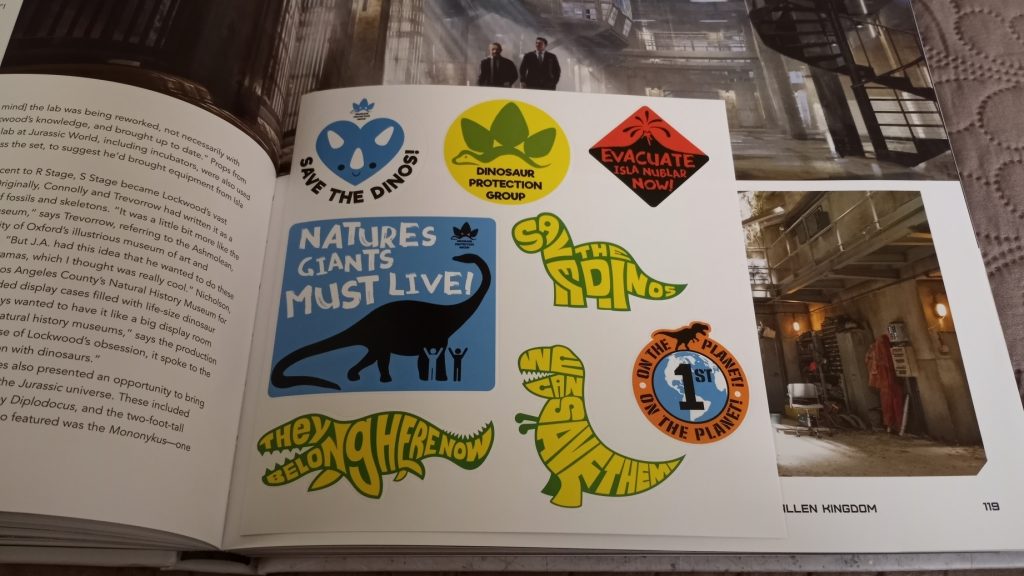 mind] the lab was being reworked, not necessarily with
wood's knowledge, and brought up to date." Props from
lab at Jurassic World, including incubators, were also used
ss the set, to suggest he'd brought equipment from Isla
cent to R Stage, S Stage became Lockwood's vast
Originally, Connolly and Trevorrow had written it as a
f fossils and skeletons. "It was a little bit more like the
useum," says Trevorrow, referring to the Ashmolean,
ity of Oxford's illustrious museum of art and
"But J.A. had this idea that he wanted to do these
amas, which I thought was really cool." Nicholson,
os Angeles County's Natural History Museum for
ded display cases filled with life-size dinosaur
ys wanted to have it like a big display room
natural history museums," says the production
se of Lockwood's obsession, it spoke to the
n with dinosaurs."
es also presented an opportunity to bring
the Jurassic universe. These included
y Diplodocus, and the two-foot-tall
o featured was the Mononykus—one
SAVE THE DINOS!
DINOSAUR
PROTECTION
GROUP
EVACUATE
ISLA NUBLAR
NOW!
NATURES
GIANTS
MUST LIVE!
SAVE THE DINOS
ON THE PLANET!
1ST
ON THE PLANET!
THEY
BELONG HERE NOW
WE
CAN
SAVE THEM!
LLEN KINGDOM
119